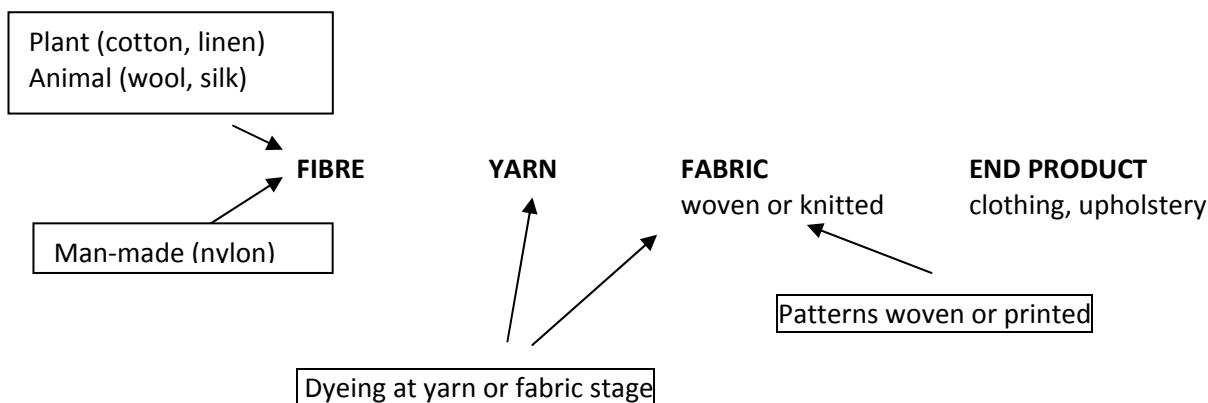 Plant (cotton, linen)
Animal (wool, silk)
FIBRE YARN FABRIC END PRODUCT
woven or knitted clothing, upholstery
Man-made (nylon)
Patterns woven or printed
Dyeing at yarn or fabric stage